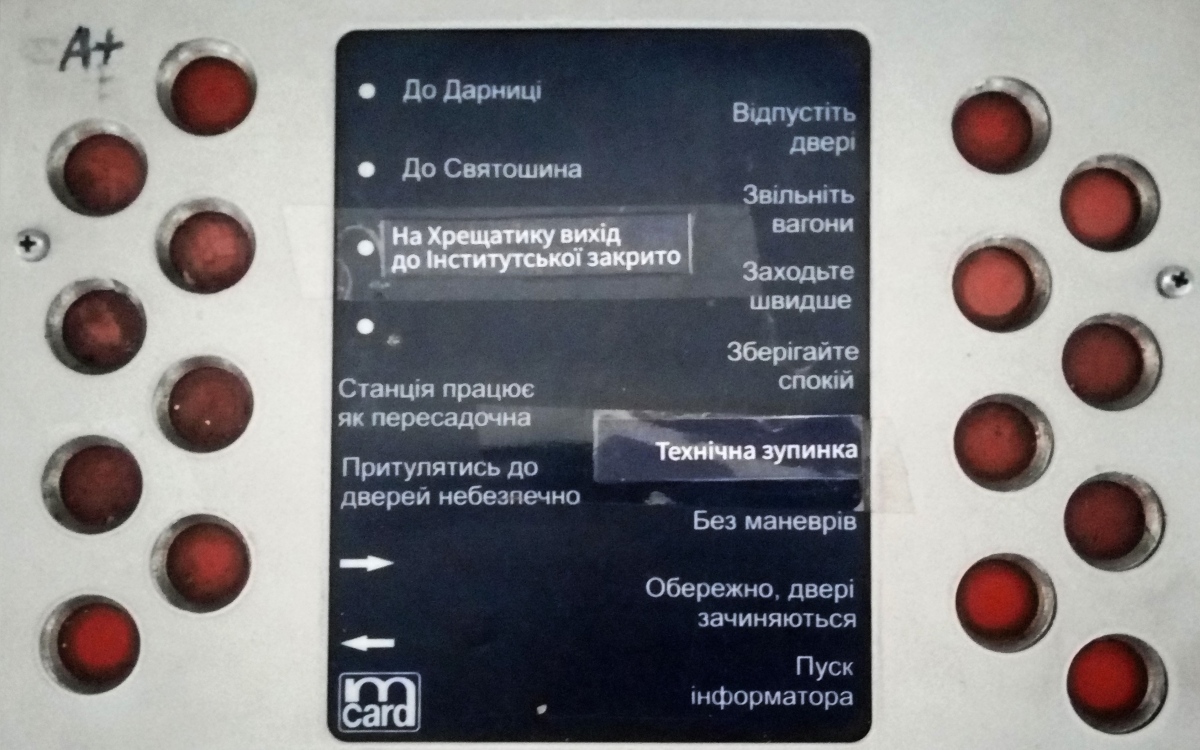 A+
До Дарниці
До Святошина
На Хрещатику вихід
до Інститутської закрито
Станція працює
як пересадочна
Притулятись до
дверей небезпечно
m
card
Відпустіть
двері
Звільніть
вагони
Заходьте
швидше
Зберігайте
спокій
Технічна зупинка
Без маневрів
Обережно, двері
зачиняються
Пуск
інформатора